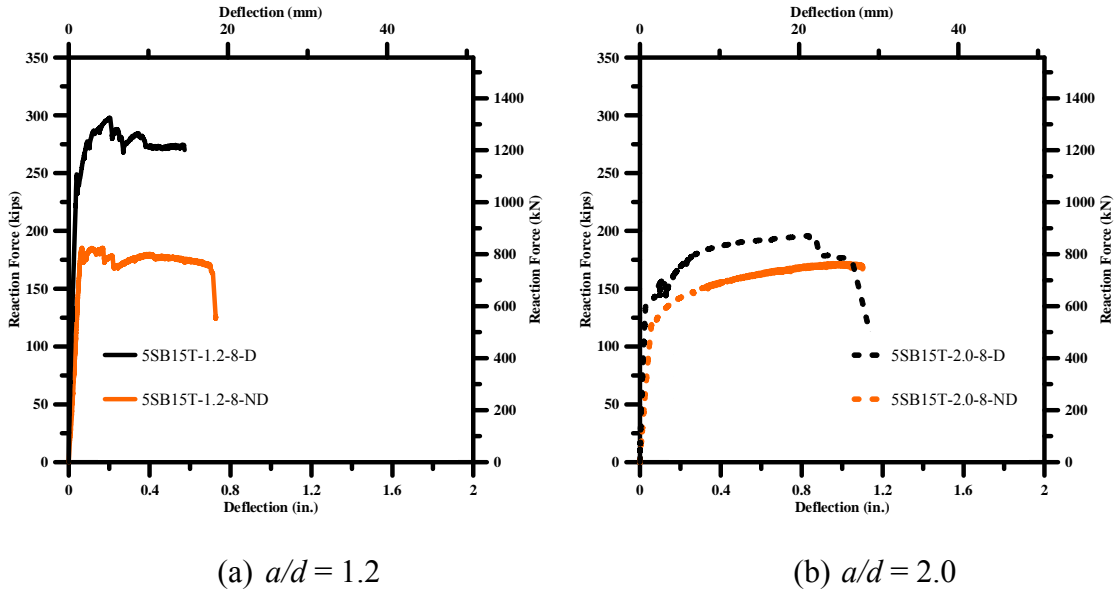 Deflection (mm)
0 20 40
350
300
250
200
150
100
50
0
Reaction Force (kips)
1400
1200
1000
800
600
400
200
0
Reaction Force (kN)
5SB15T-1.2-8-D
5SB15T-1.2-8-ND
0 0.4 0.8 1.2 1.6 2
Deflection (in.)
(a) a/d = 1.2
Deflection (mm)
0 20 40
350
300
250
200
150
100
50
0
Reaction Force (kips)
1400
1200
1000
800
600
400
200
0
Reaction Force (kN)
5SB15T-2.0-8-D
5SB15T-2.0-8-ND
0 0.4 0.8 1.2 1.6 2
Deflection (in.)
(b) a/d = 2.0